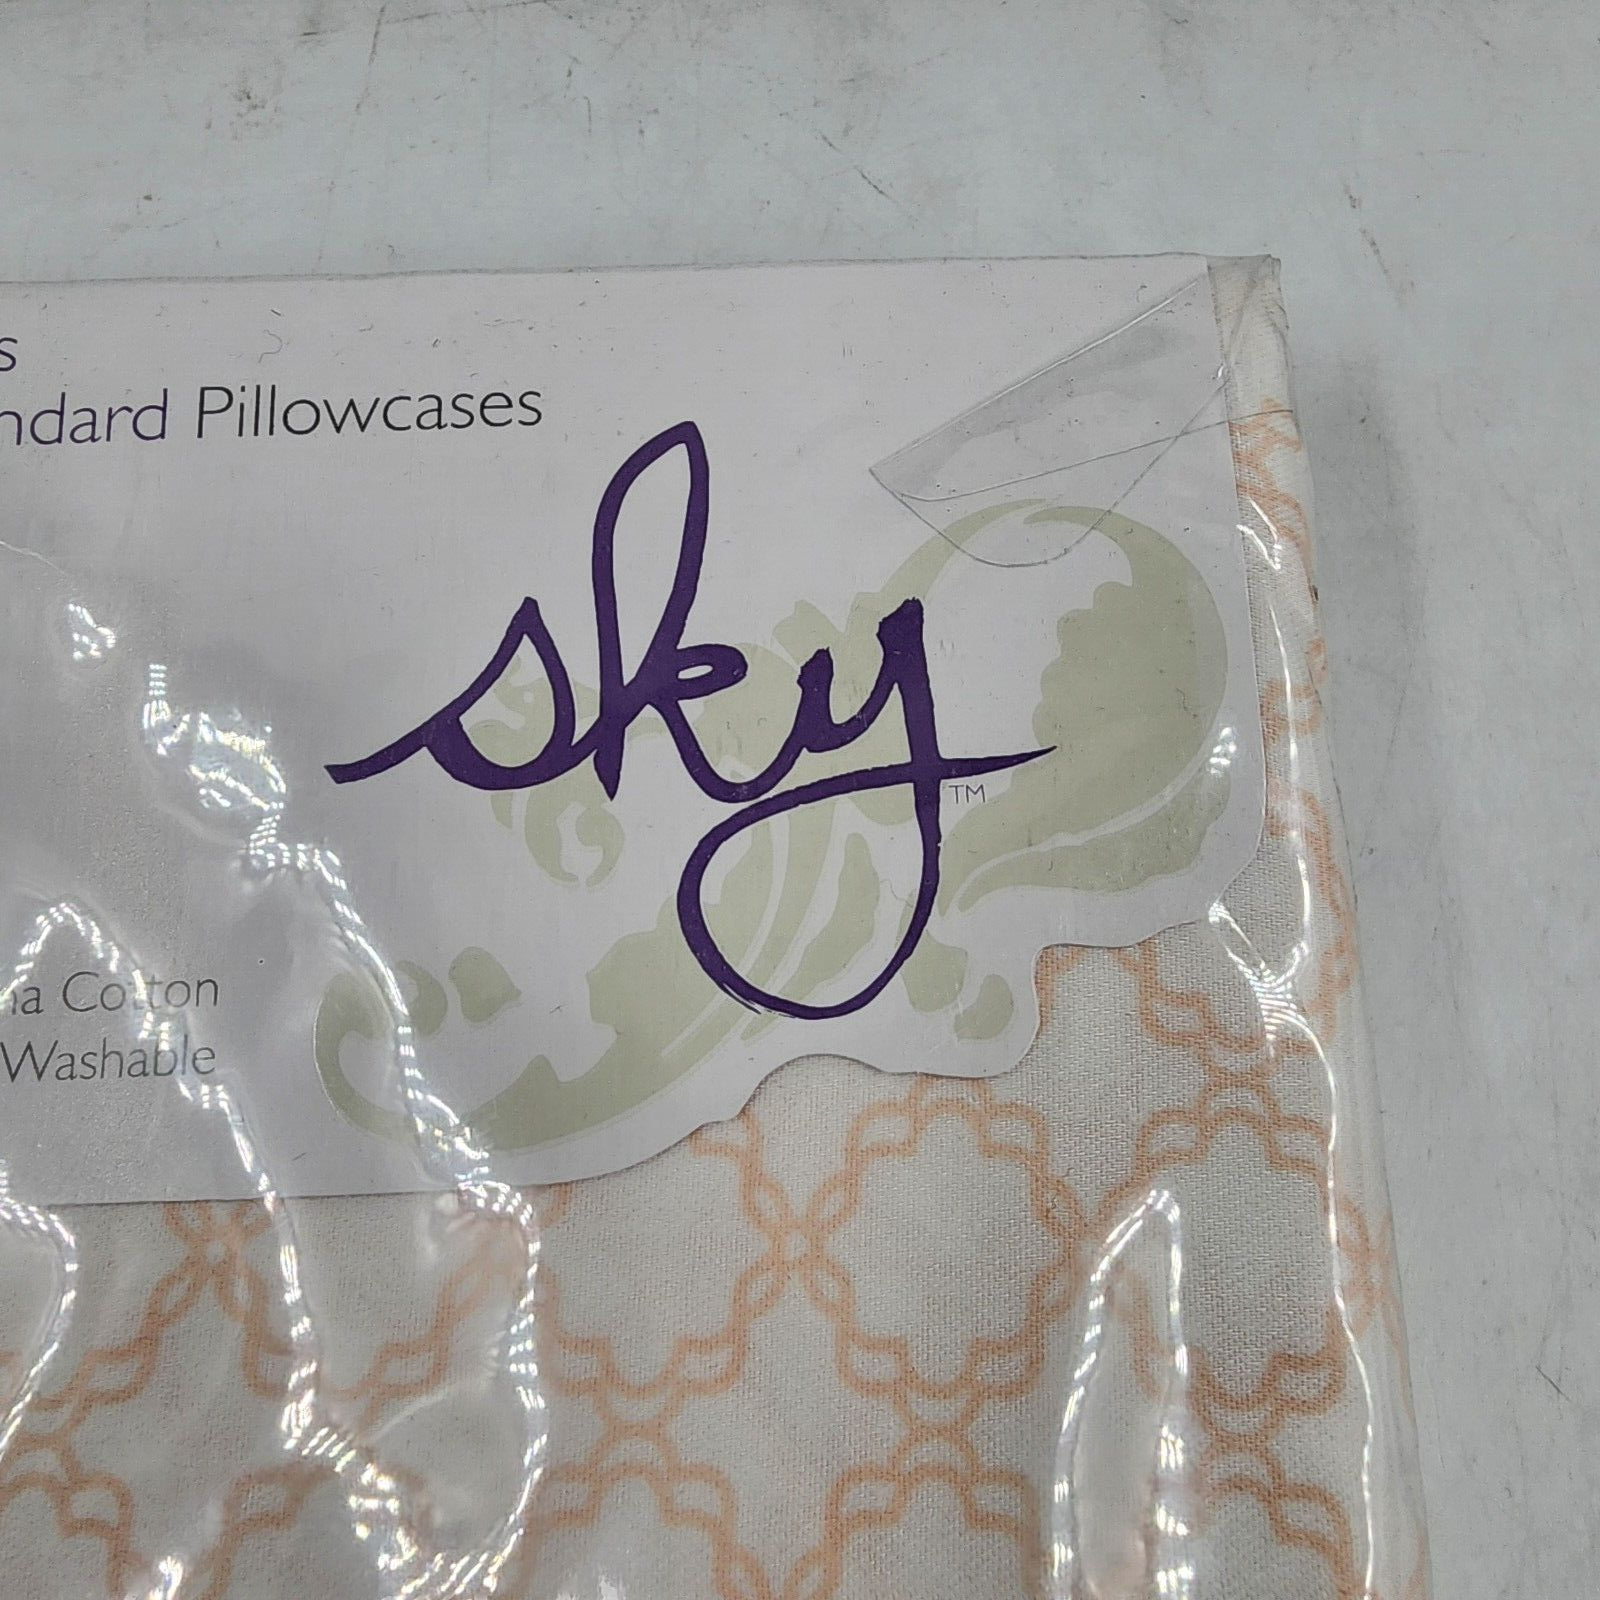 s
ndard Pillowcases
sky
TM
na Cotton
Washable